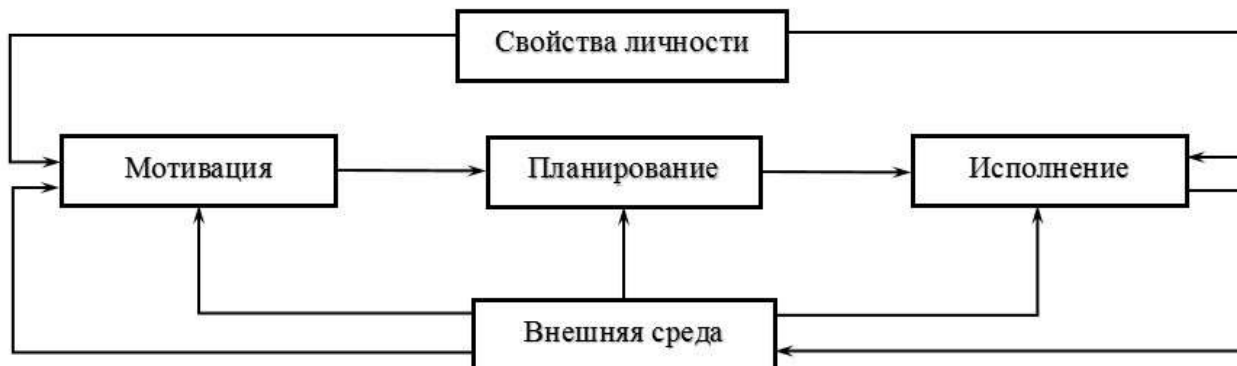 Свойства личности
Мотивация
Планирование
Исполнение
Внешняя среда